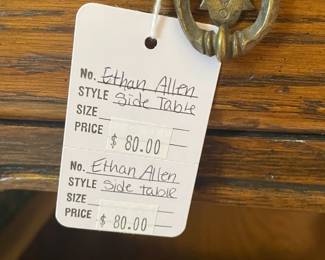 No. Ethan Allen
STYLE Side Table
SIZE
PRICE $ 80.00
No. Ethan Allen
STYLE Side table
SIZE
PRICE $ 80.00